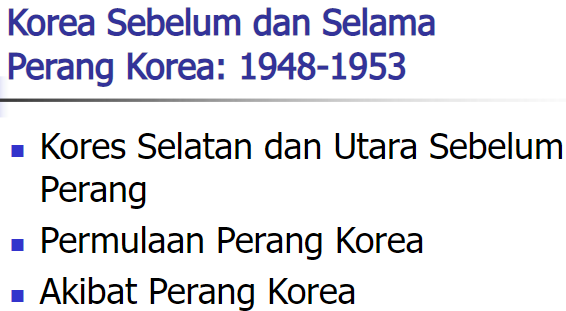 Korea Sebelum dan Selama
Perang Korea: 1948-1953
Kores Selatan dan Utara Sebelum
Perang
Permulaan Perang Korea
Akibat Perang Korea